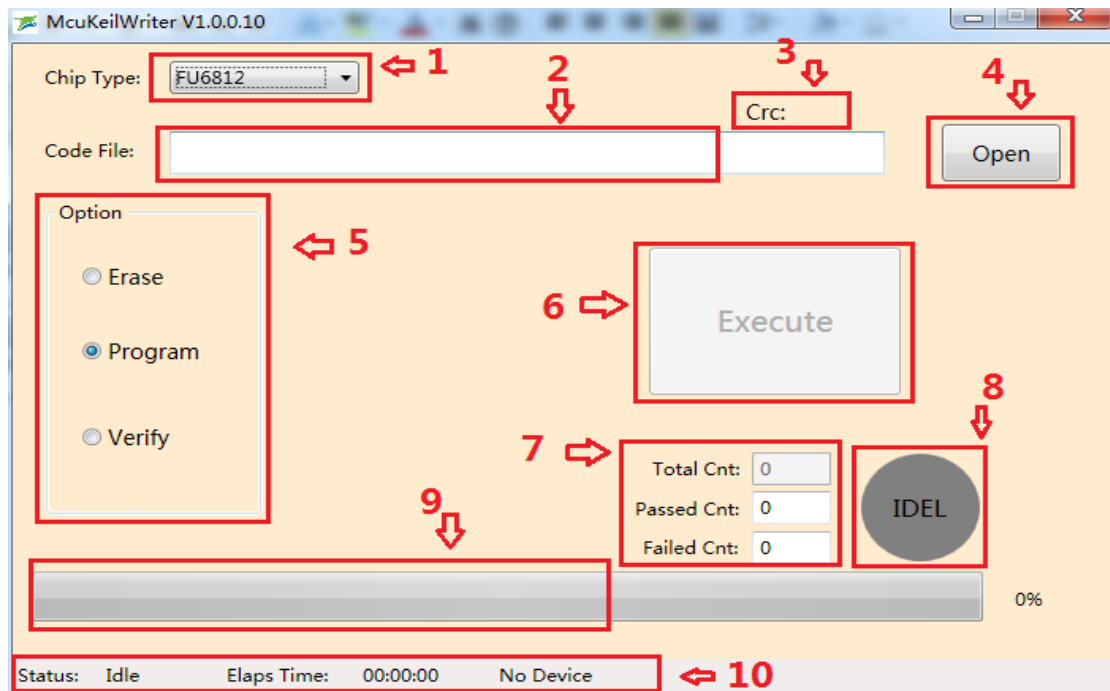 McuKeilWriter V1.0.0.10
Chip Type: FU6812 1
2
3
4
Crc:
Code File: Open
Option
5
Erase
Program
Verify
6 Execute
7
8
Total Cnt: 0
Passed Cnt: 0
Failed Cnt: 0
IDEL
9
0%
Status: Idle Elaps Time: 00:00:00 No Device 10